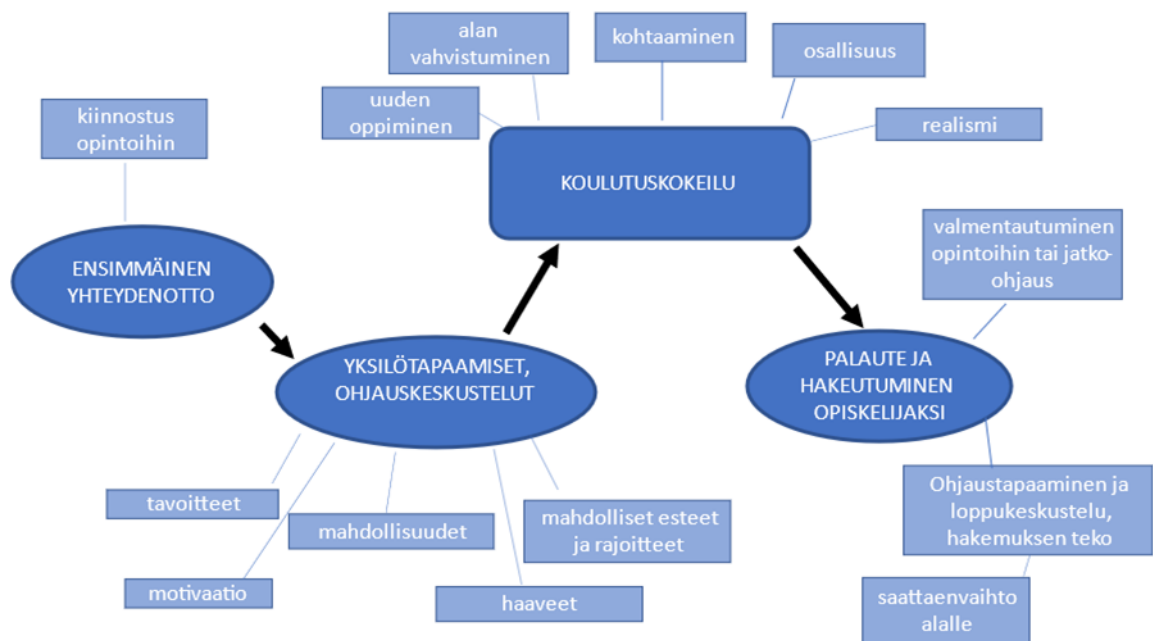 alan
vahvistuminen
kohtaaminen
osallisuus
kiinnostus
opintoihin
uuden
oppiminen
realismi
KOULUTUSKOKEILU
ENSIMMÄINEN
YHTEYDENOTTO
valmentautuminen
opintoihin tai jatko-
ohjaus
YKSILÖTAPAAMISET,
OHJAUSKESKUSTELUT
PALAUTE JA
HAKEUTUMINEN
OPISKELIJAKSI
tavoitteet
mahdollisuudet
mahdolliset esteet
ja rajoitteet
motivaatio
haaveet
Ohjaustapaaminen ja
loppukeskustelu,
hakemuksen teko
saattaenvaihto
alalle